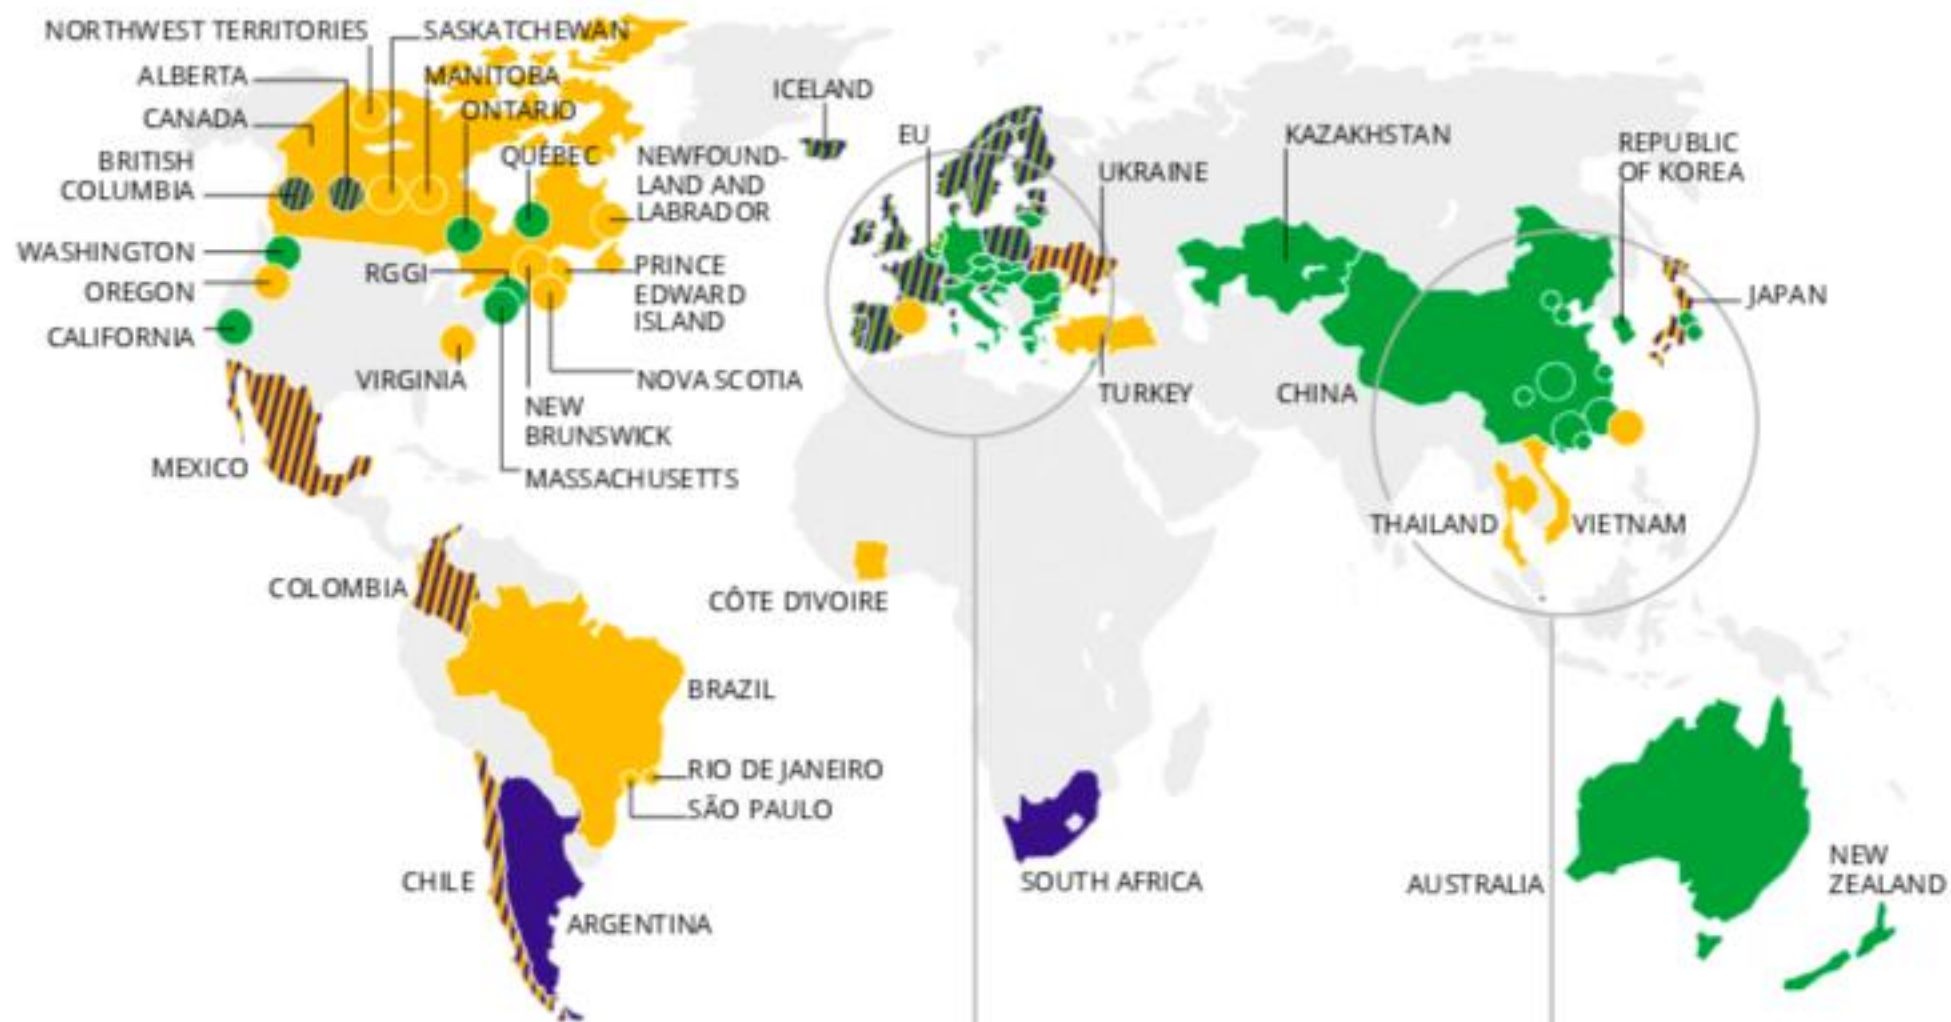 NORTHWEST TERRITORIES
SASKATCHEWAN
ALBERTA
MANITOBA
CANADA
ONTARIO
BRITISH
COLUMBIA
QUÉBEC
NEWFOUND-
LAND AND
LABRADOR
WASHINGTON
OREGON
RGGI
PRINCE
EDWARD
ISLAND
CALIFORNIA
VIRGINIA
NOVA SCOTIA
NEW
BRUNSWICK
MASSACHUSETTS
MEXICO
ICELAND
EU
UKRAINE
KAZAKHSTAN
REPUBLIC
OF KOREA
JAPAN
TURKEY
CHINA
THAILAND
VIETNAM
COLOMBIA
CÔTE D'IVOIRE
BRAZIL
RIO DE JANEIRO
SÃO PAULO
CHILE
ARGENTINA
SOUTH AFRICA
AUSTRALIA
NEW
ZEALAND